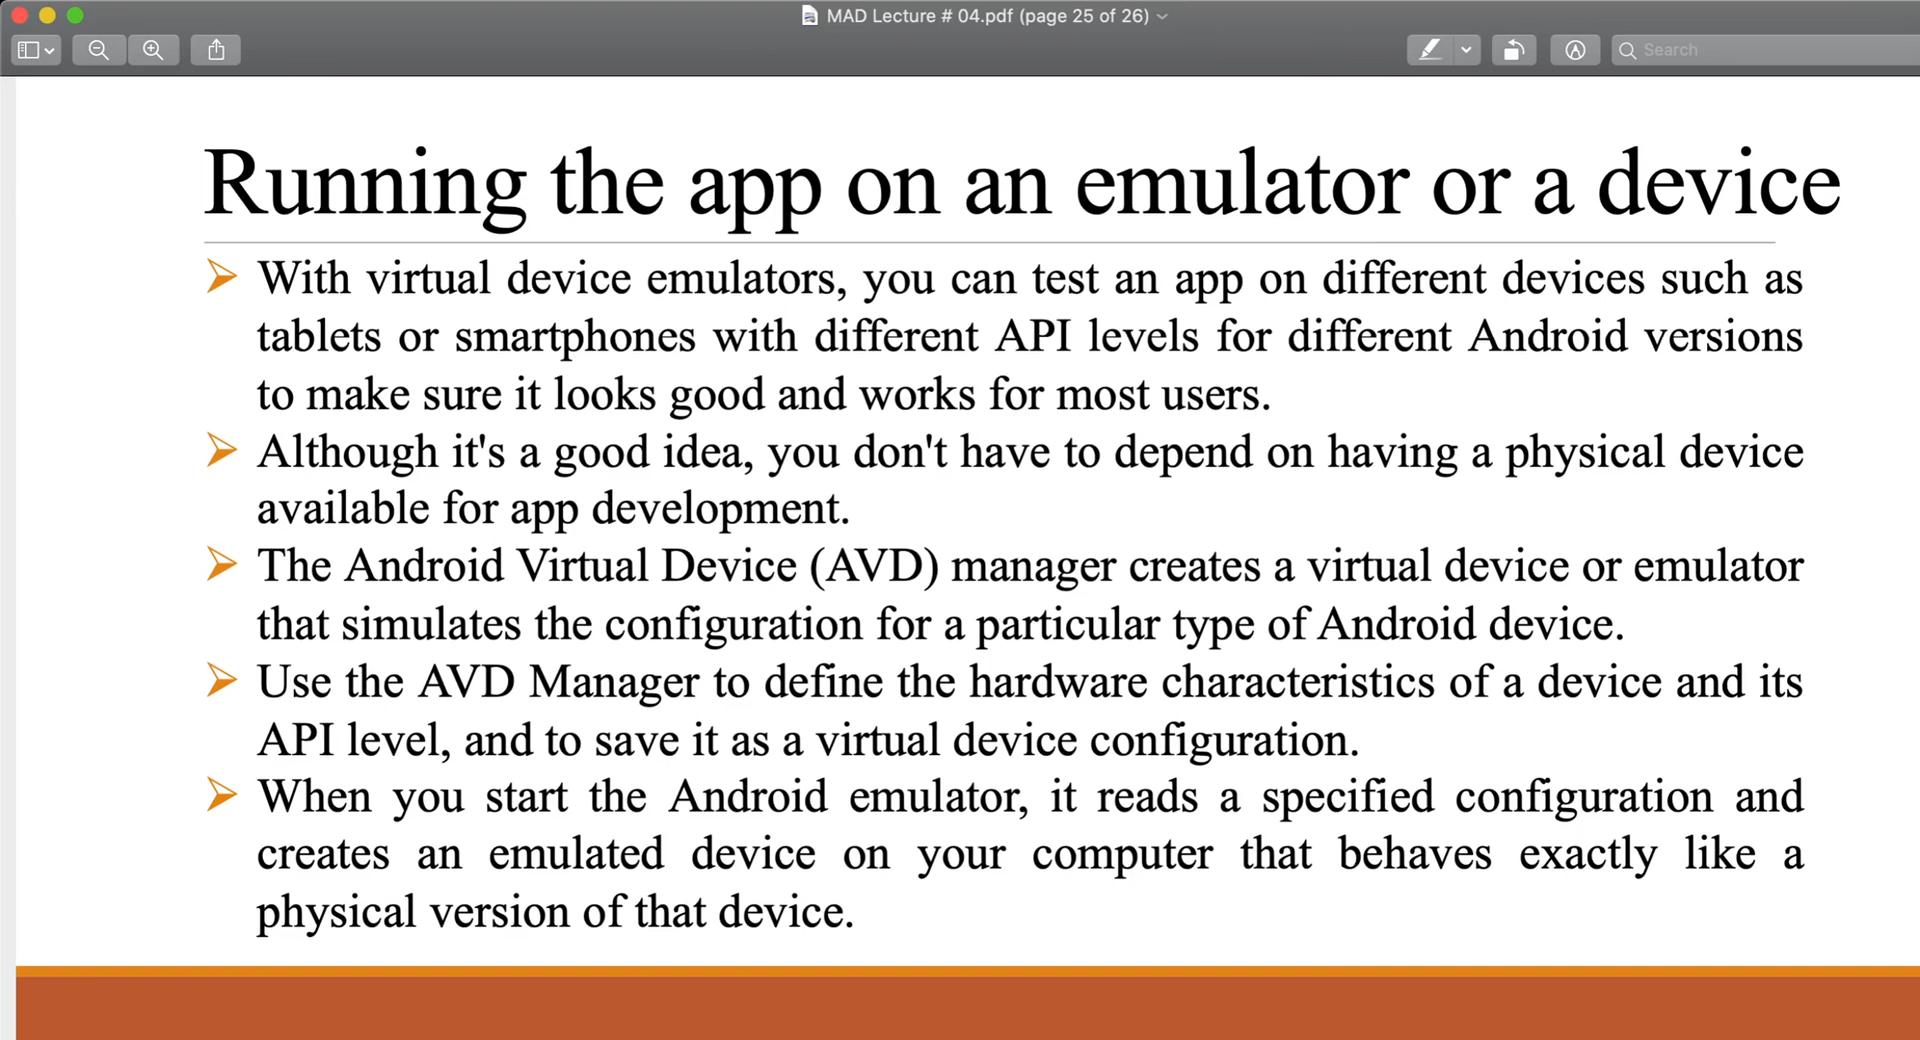 MAD Lecture # 04.pdf (page 25 of 26)
Search
Running the app on an emulator or a device
With virtual device emulators, you can test an app on different devices such as
tablets or smartphones with different API levels for different Android versions
to make sure it looks good and works for most users.
Although it's a good idea, you don't have to depend on having a physical device
available for app development.
The Android Virtual Device (AVD) manager creates a virtual device or emulator
that simulates the configuration for a particular type of Android device.
Use the AVD Manager to define the hardware characteristics of a device and its
API level, and to save it as a virtual device configuration.
When you start the Android emulator, it reads a specified configuration and
creates an emulated device on your computer that behaves exactly like a
physical version of that device.